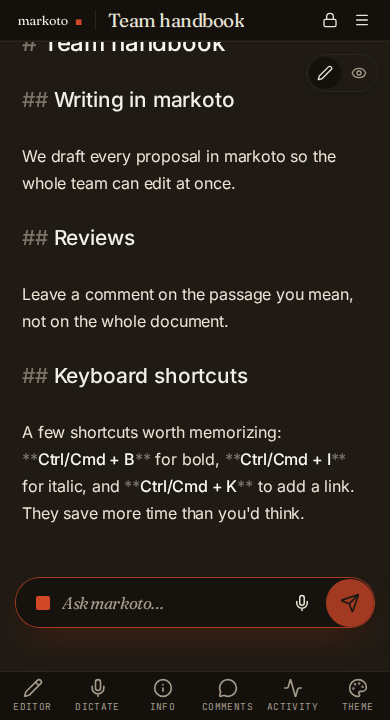 markoto
Team handbook
# Team handbook
## Writing in markoto
We draft every proposal in markoto so the
whole team can edit at once.
## Reviews
Leave a comment on the passage you mean,
not on the whole document.
## Keyboard shortcuts
A few shortcuts worth memorizing:
**Ctrl/Cmd + B** for bold, **Ctrl/Cmd + I**
for italic, and **Ctrl/Cmd + K** to add a link.
They save more time than you'd think.
Ask markoto...
EDITOR DICTATE INFO COMMENTS ACTIVITY THEME